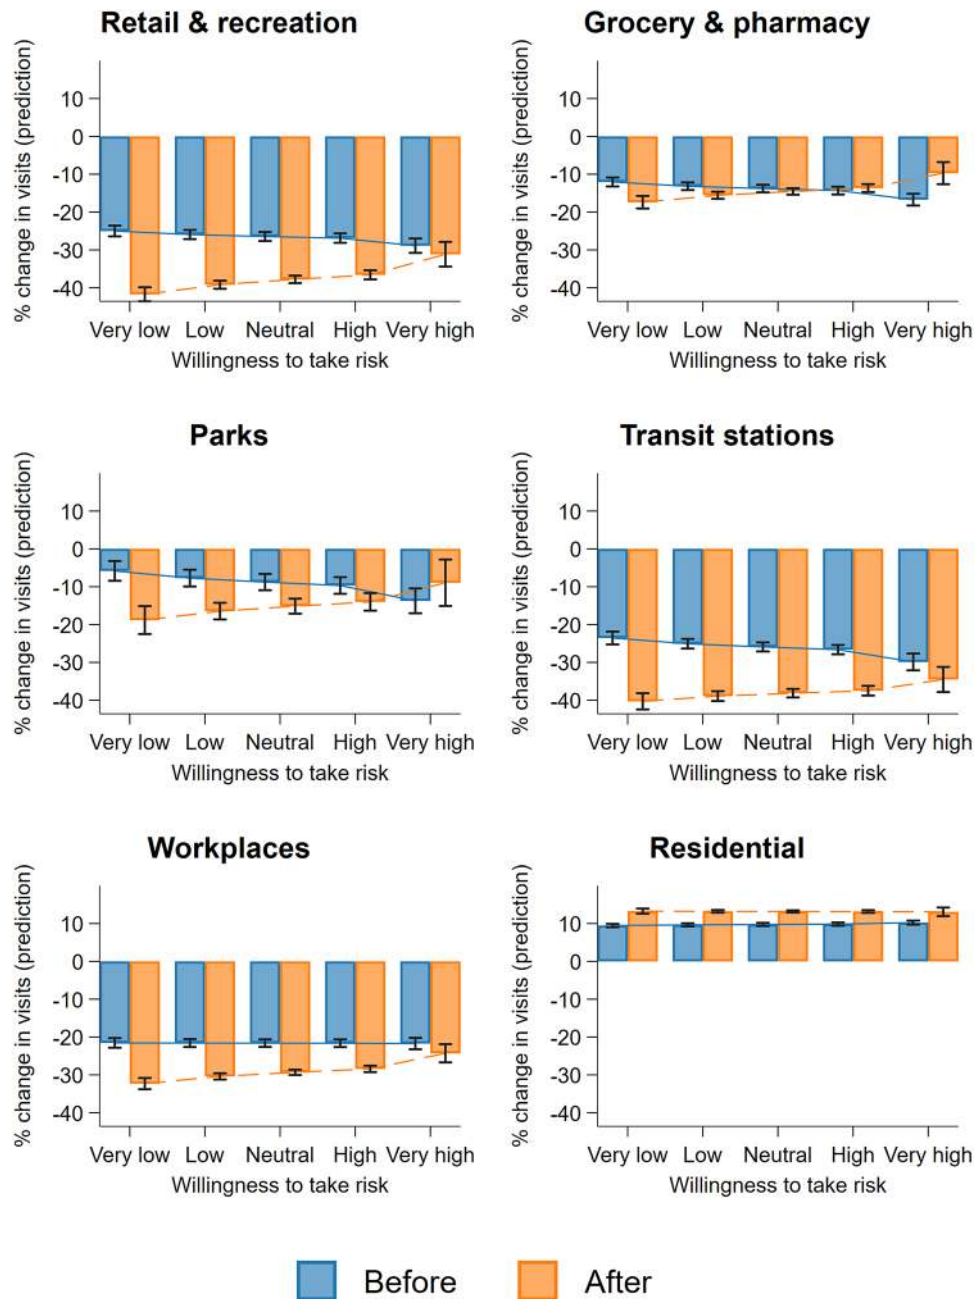 Retail & recreation
% change in visits (prediction)
10
0
-10
-20
-30
-40
Very low Low Neutral High Very high
Willingness to take risk
Grocery & pharmacy
% change in visits (prediction)
10
0
-10
-20
-30
-40
Very low Low Neutral High Very high
Willingness to take risk
Parks
% change in visits (prediction)
10
0
-10
-20
-30
-40
Very low Low Neutral High Very high
Willingness to take risk
Transit stations
% change in visits (prediction)
10
0
-10
-20
-30
-40
Very low Low Neutral High Very high
Willingness to take risk
Workplaces
% change in visits (prediction)
10
0
-10
-20
-30
-40
Very low Low Neutral High Very high
Willingness to take risk
Residential
% change in visits (prediction)
10
0
-10
-20
-30
-40
Very low Low Neutral High Very high
Willingness to take risk
Before After